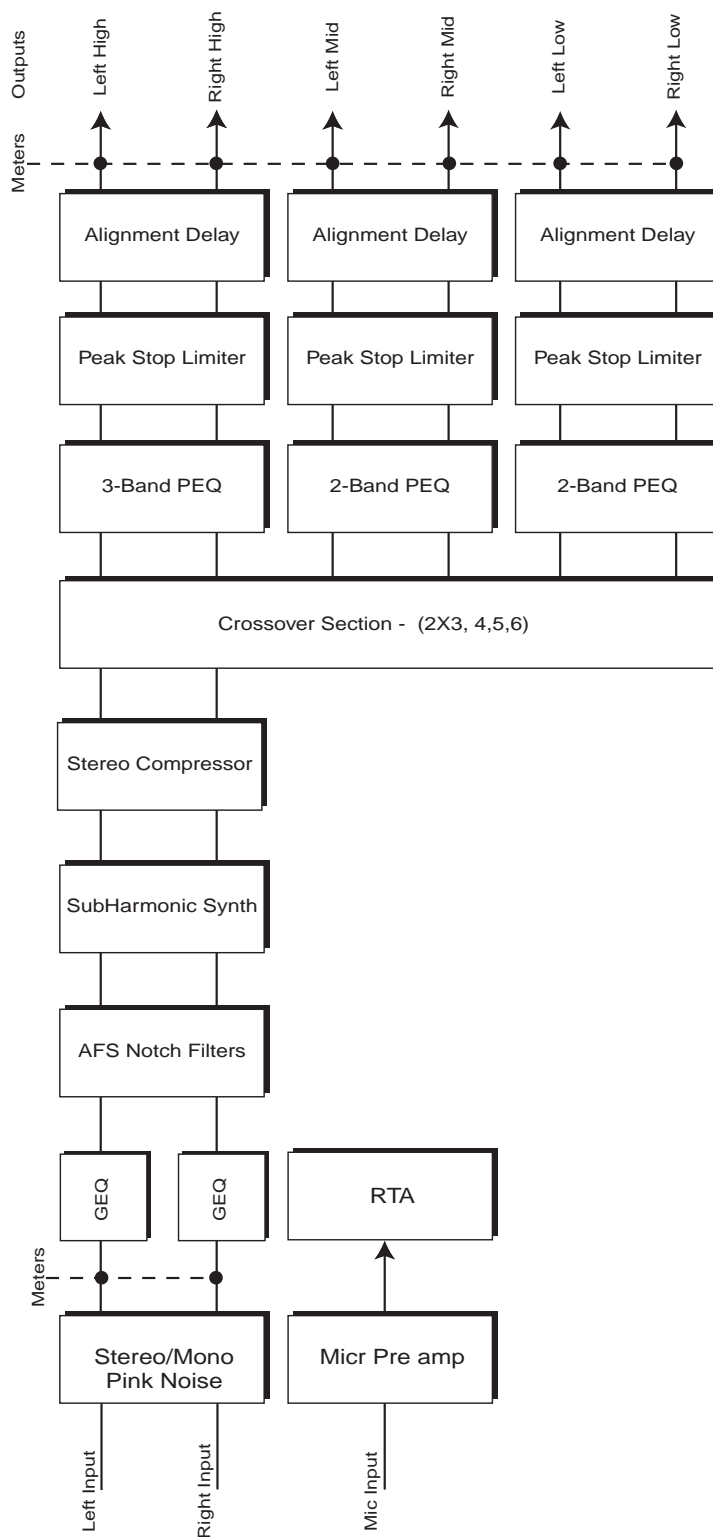 Outputs
Left High
Right High
Left Mid
Right Mid
Left Low
Right Low
Meters
Alignment Delay
Alignment Delay
Alignment Delay
Peak Stop Limiter
Peak Stop Limiter
Peak Stop Limiter
3-Band PEQ
2-Band PEQ
2-Band PEQ
Crossover Section - (2X3, 4,5,6)
Stereo Compressor
SubHarmonic Synth
AFS Notch Filters
GEQ
GEQ
RTA
Meters
Stereo/Mono
Pink Noise
Micr Pre amp
Left Input
Right Input
Mic Input